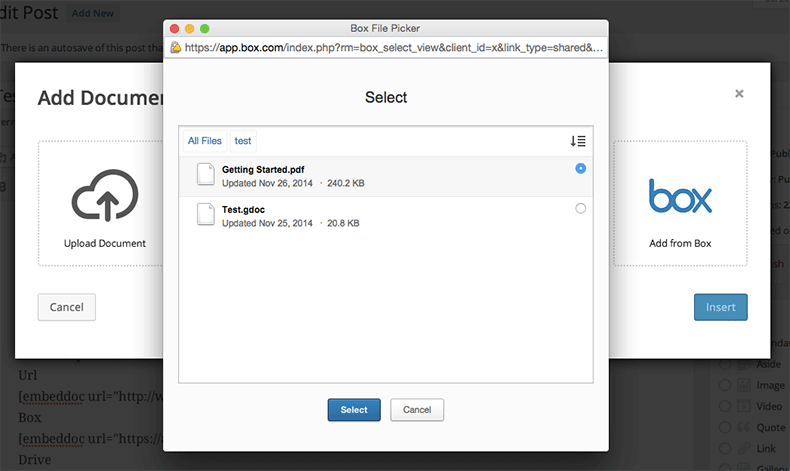 dit Post
Add New
There is an autosave of this post tha
Box File Picker
https://app.box.com/index.php?rm=box_select_view&client_id=x&link_type=shared&…
Add Documen
Select
×
All Files
test
Getting Started.pdf
Updated Nov 26, 2014 · 240.2 KB
Test.gdoc
Updated Nov 25, 2014 · 20.8 KB
Upload Document
box
Add from Box
Cancel
Insert
Select
Cancel
Url
[embeddoc url="http://w
Box
[embeddoc url="https://a
Drive
Aside
Image
Video
Quote
Link
Gallery